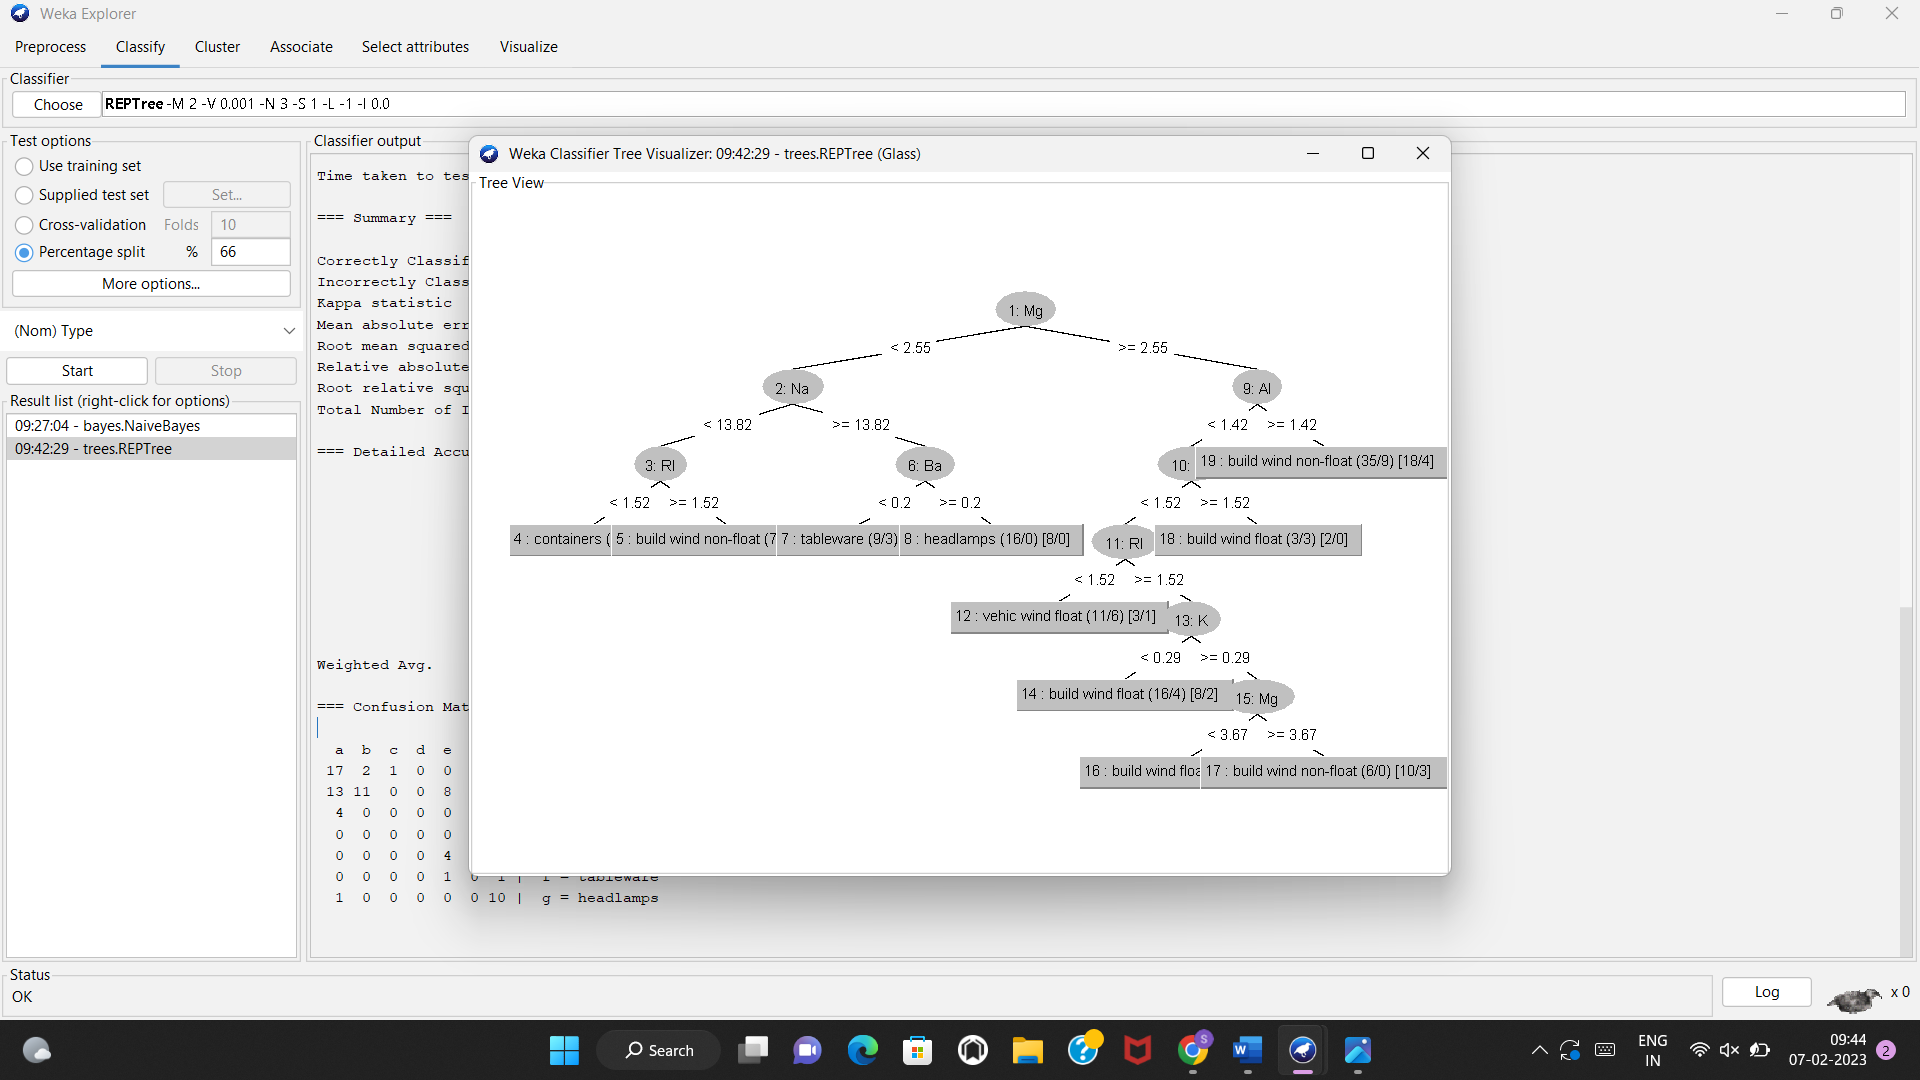 Weka Explorer
Preprocess Classify Cluster Associate Select attributes Visualize
Classifier
Choose REPTree -M 2 -V 0.001 -N 3 -S 1 -L -1 -I 0.0
Test options
Use training set
Supplied test set Set...
Cross-validation Folds 10
Percentage split % 66
More options...
(Nom) Type
Start Stop
Result list (right-click for options)
09:27:04 - bayes.NaiveBayes
09:42:29 - trees.REPTree
Classifier output
Time taken to tes
=== Summary ===
Correctly Classif
Incorrectly Class
Kappa statistic
Mean absolute err
Root mean squared
Relative absolute
Root relative squ
Total Number of I
=== Detailed Accu
Weighted Avg.
=== Confusion Mat
a b c d e
17 2 1 0 0
13 11 0 0 8
4 0 0 0 0
0 0 0 0 0
0 0 0 0 4
0 0 0 0 1 0 1 | f = tableware
1 0 0 0 0 0 10 | g = headlamps
Weka Classifier Tree Visualizer: 09:42:29 - trees.REPTree (Glass)
Tree View
1: Mg
< 2.55 >= 2.55
2: Na 9: Al
< 13.82 >= 13.82 < 1.42 >= 1.42
3: RI 6: Ba 10: 19 : build wind non-float (35/9) [18/4]
< 1.52 >= 1.52 < 0.2 >= 0.2 < 1.52 >= 1.52
4 : containers ( 5 : build wind non-float (7 7 : tableware (9/3) 8 : headlamps (16/0) [8/0] 11: RI 18 : build wind float (3/3) [2/0]
< 1.52 >= 1.52
12 : vehic wind float (11/6) [3/1] 13: K
< 0.29 >= 0.29
14 : build wind float (16/4) [8/2] 15: Mg
< 3.67 >= 3.67
16 : build wind floa 17 : build wind non-float (6/0) [10/3]
Status
OK
Log x 0
Search
ENG
IN
09:44
07-02-2023
2
S
W